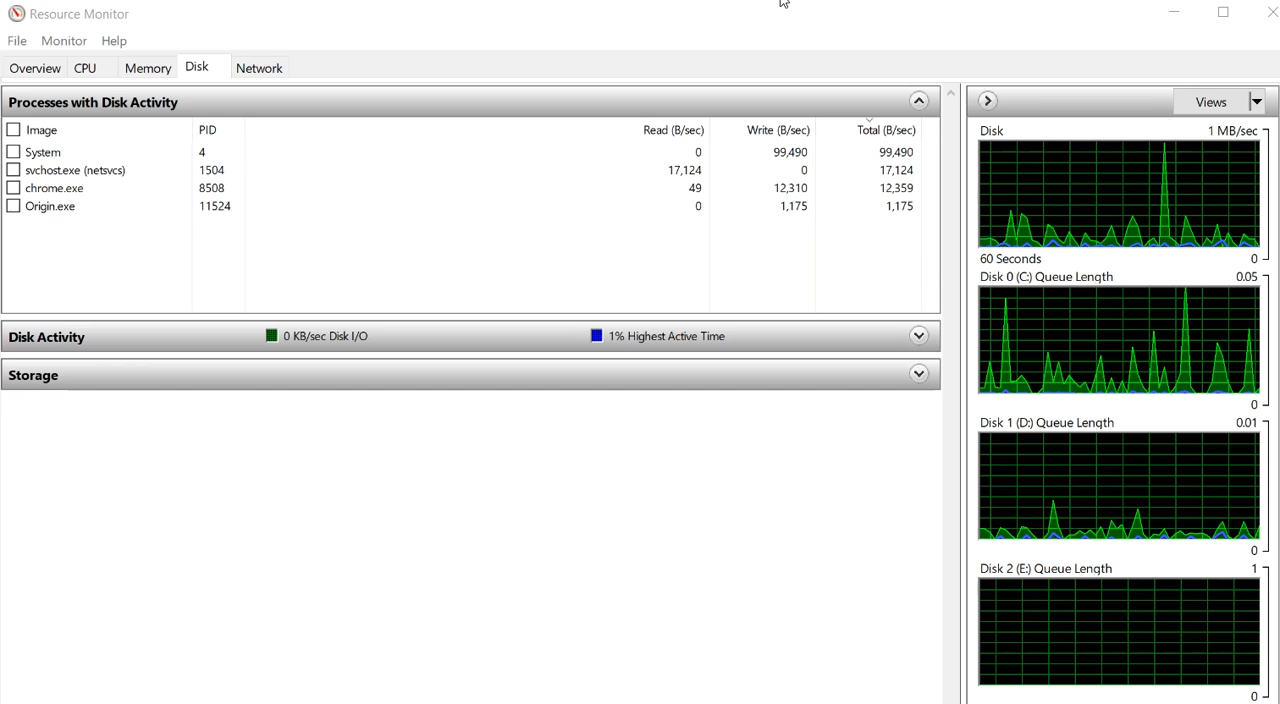 Resource Monitor
File Monitor Help
Overview CPU Memory Disk Network
Processes with Disk Activity
Image PID Read (B/sec) Write (B/sec) Total (B/sec)
System 4 0 99,490 99,490
svchost.exe (netsvcs) 1504 17,124 0 17,124
chrome.exe 8508 49 12,310 12,359
Origin.exe 11524 0 1,175 1,175
Disk Activity 0 KB/sec Disk I/O 1% Highest Active Time
Storage
Views
Disk 1 MB/sec
60 Seconds 0
Disk 0 (C:) Queue Length 0.05
0
Disk 1 (D:) Queue Length 0.01
0
Disk 2 (E:) Queue Length 1
0